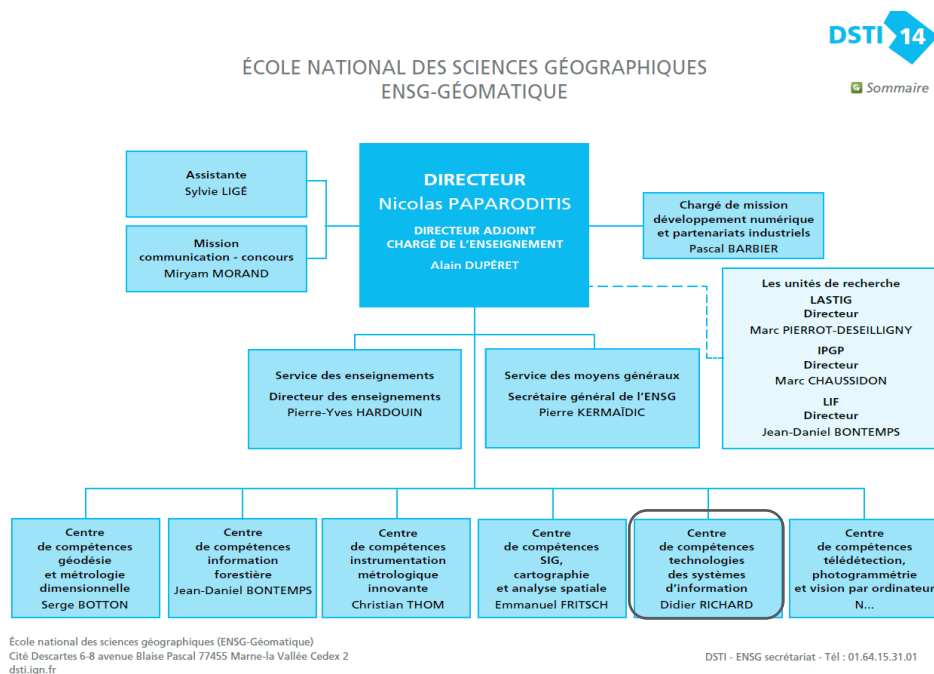 DSTI 14
ÉCOLE NATIONAL DES SCIENCES GÉOGRAPHIQUES
ENSG-GÉOMATIQUE
G Sommaire
Assistante
Sylvie LIGÉ
Mission
communication - concours
Miryam MORAND
DIRECTEUR
Nicolas PAPARODITIS
DIRECTEUR ADJOINT
CHARGÉ DE L'ENSEIGNEMENT
Alain DUPÉRET
Chargé de mission
développement numérique
et partenariats industriels
Pascal BARBIER
Les unités de recherche
LASTIG
Directeur
Marc PIERROT-DESEILLIGNY
IPGP
Directeur
Marc CHAUSSIDON
LIF
Directeur
Jean-Daniel BONTEMPS
Service des enseignements
Directeur des enseignements
Pierre-Yves HARDOUIN
Service des moyens généraux
Secrétaire général de l'ENSG
Pierre KERMAÏDIC
Centre
de compétences
géodésie
et métrologie
dimensionnelle
Serge BOTTON
Centre
de compétences
information
forestière
Jean-Daniel BONTEMPS
Centre
de compétences
instrumentation
métrologique
innovante
Christian THOM
Centre
de compétences
SIG,
cartographie
et analyse spatiale
Emmanuel FRITSCH
Centre
de compétences
technologies
des systèmes
d'information
Didier RICHARD
Centre
de compétences
télédétection,
photogrammétrie
et vision par ordinateur
N...
École national des sciences géographiques (ENSG-Géomatique)
Cité Descartes 6-8 avenue Blaise Pascal 77455 Marne-la Vallée Cedex 2
dsti.ign.fr
DSTI - ENSG secrétariat - Tél : 01.64.15.31.01